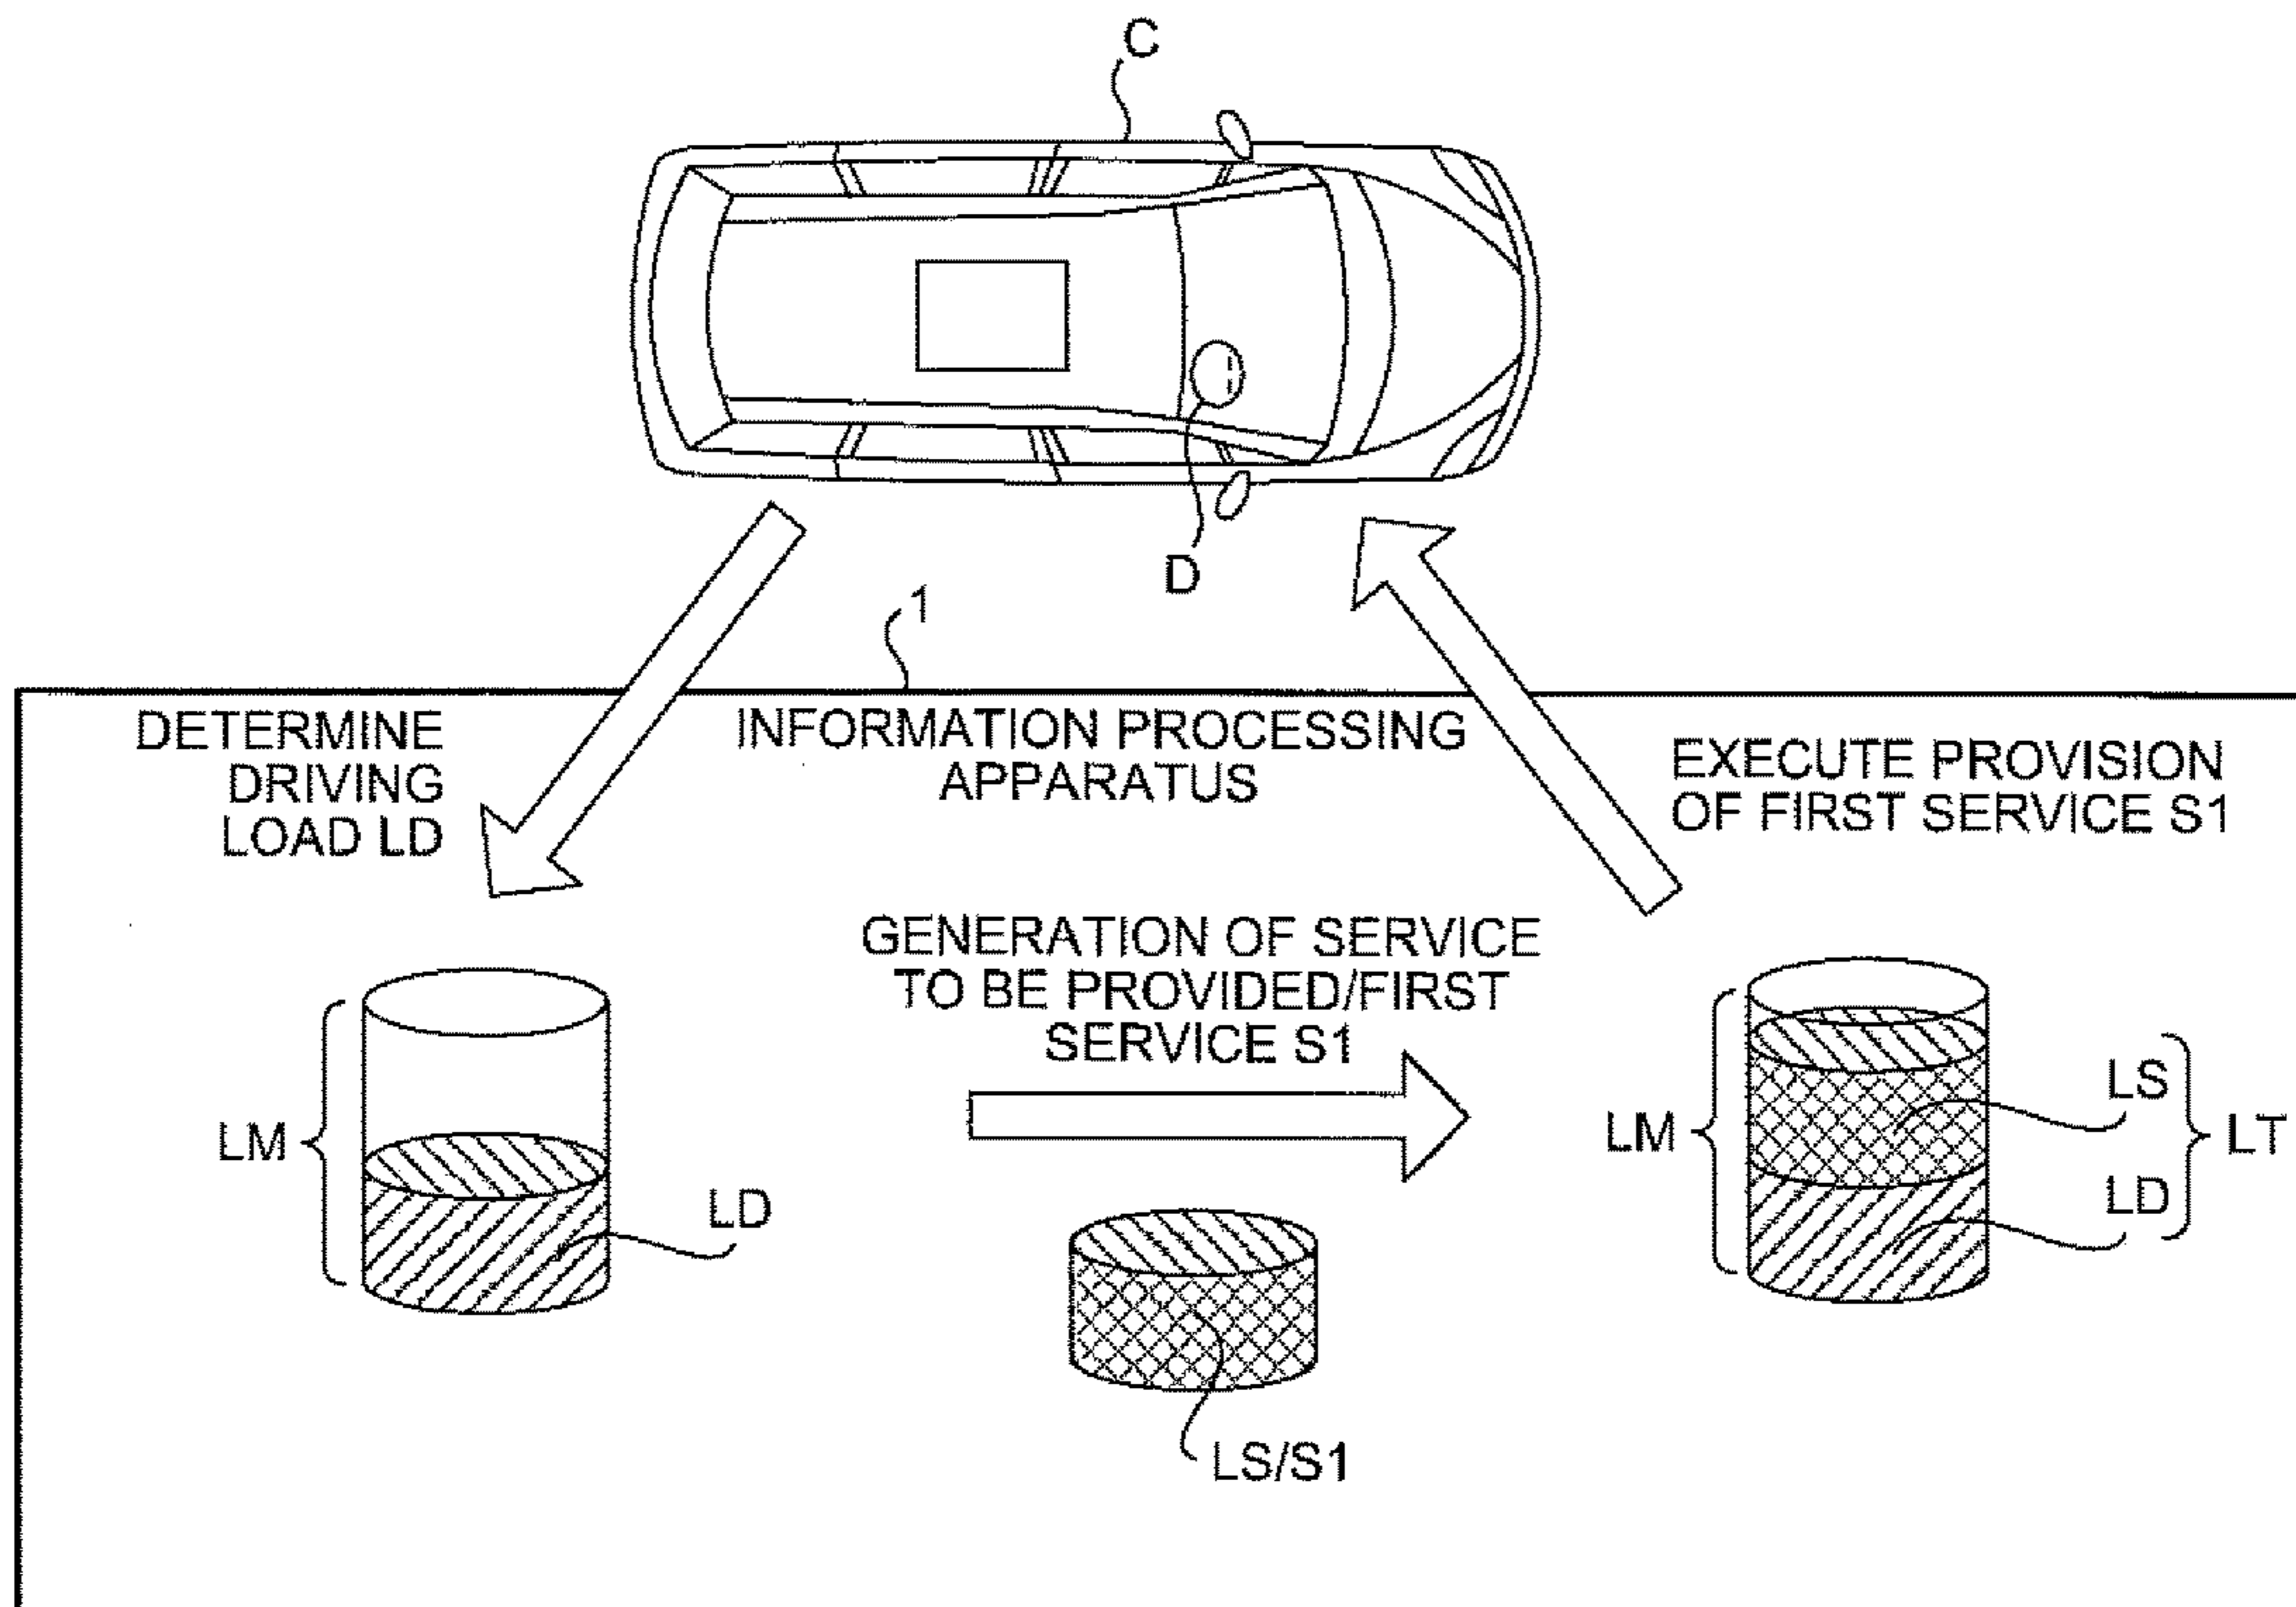 C
D
1
DETERMINE
DRIVING
LOAD LD
INFORMATION PROCESSING
APPARATUS
EXECUTE PROVISION
OF FIRST SERVICE S1
GENERATION OF SERVICE
TO BE PROVIDED/FIRST
SERVICE S1
LM
LD
LS/S1
LM
LS
LD
LT